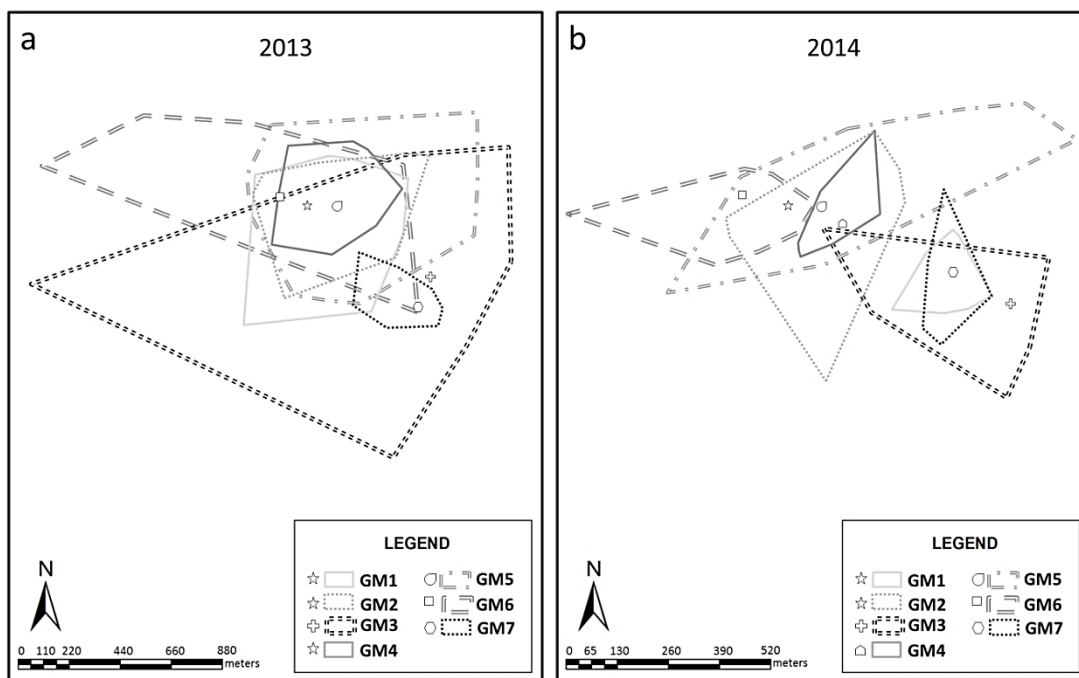 a
2013
LEGEND
GM1
GM2
GM3
GM4
GM5
GM6
GM7
N
0 110 220 440 660 880
meters
b
2014
LEGEND
GM1
GM2
GM3
GM4
GM5
GM6
GM7
N
0 65 130 260 390 520
meters